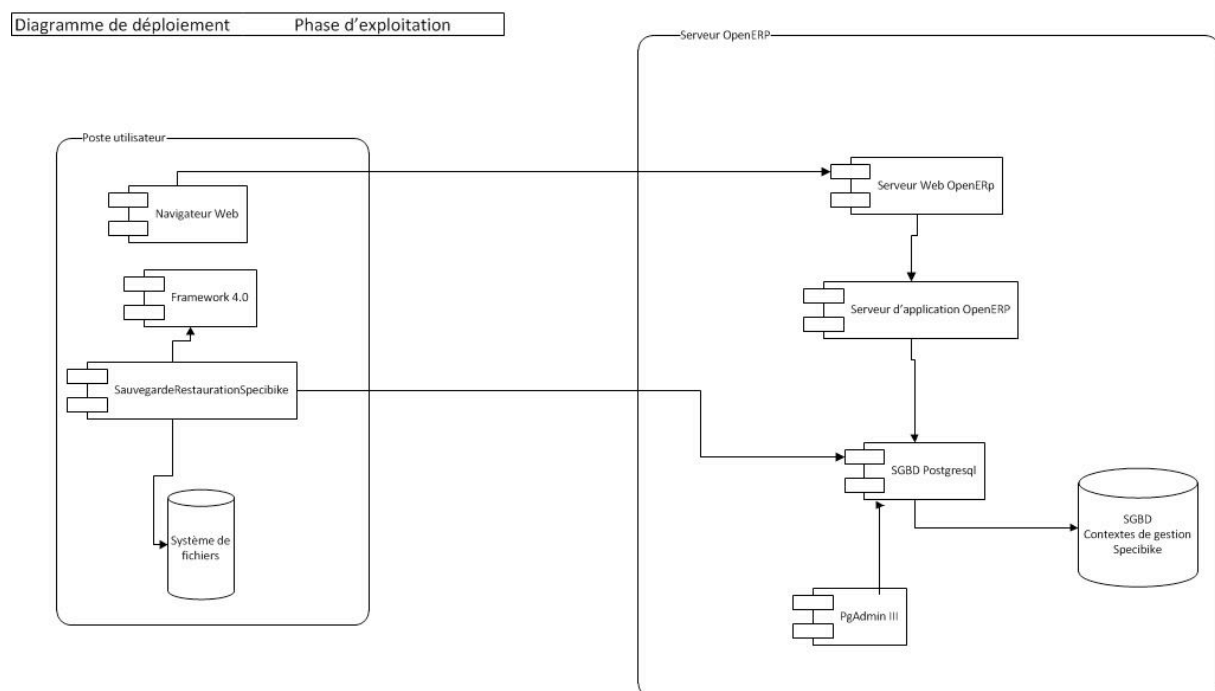 Diagramme de déploiement Phase d'exploitation
Serveur OpenERP
Poste utilisateur
Navigateur Web
Serveur Web OpenERp
Framework 4.0
Serveur d'application OpenERP
SauvegardeRestaurationSpecibike
SGBD Postgresql
Système de
fichiers
SGBD
Contextes de gestion
Specibike
PgAdmin III